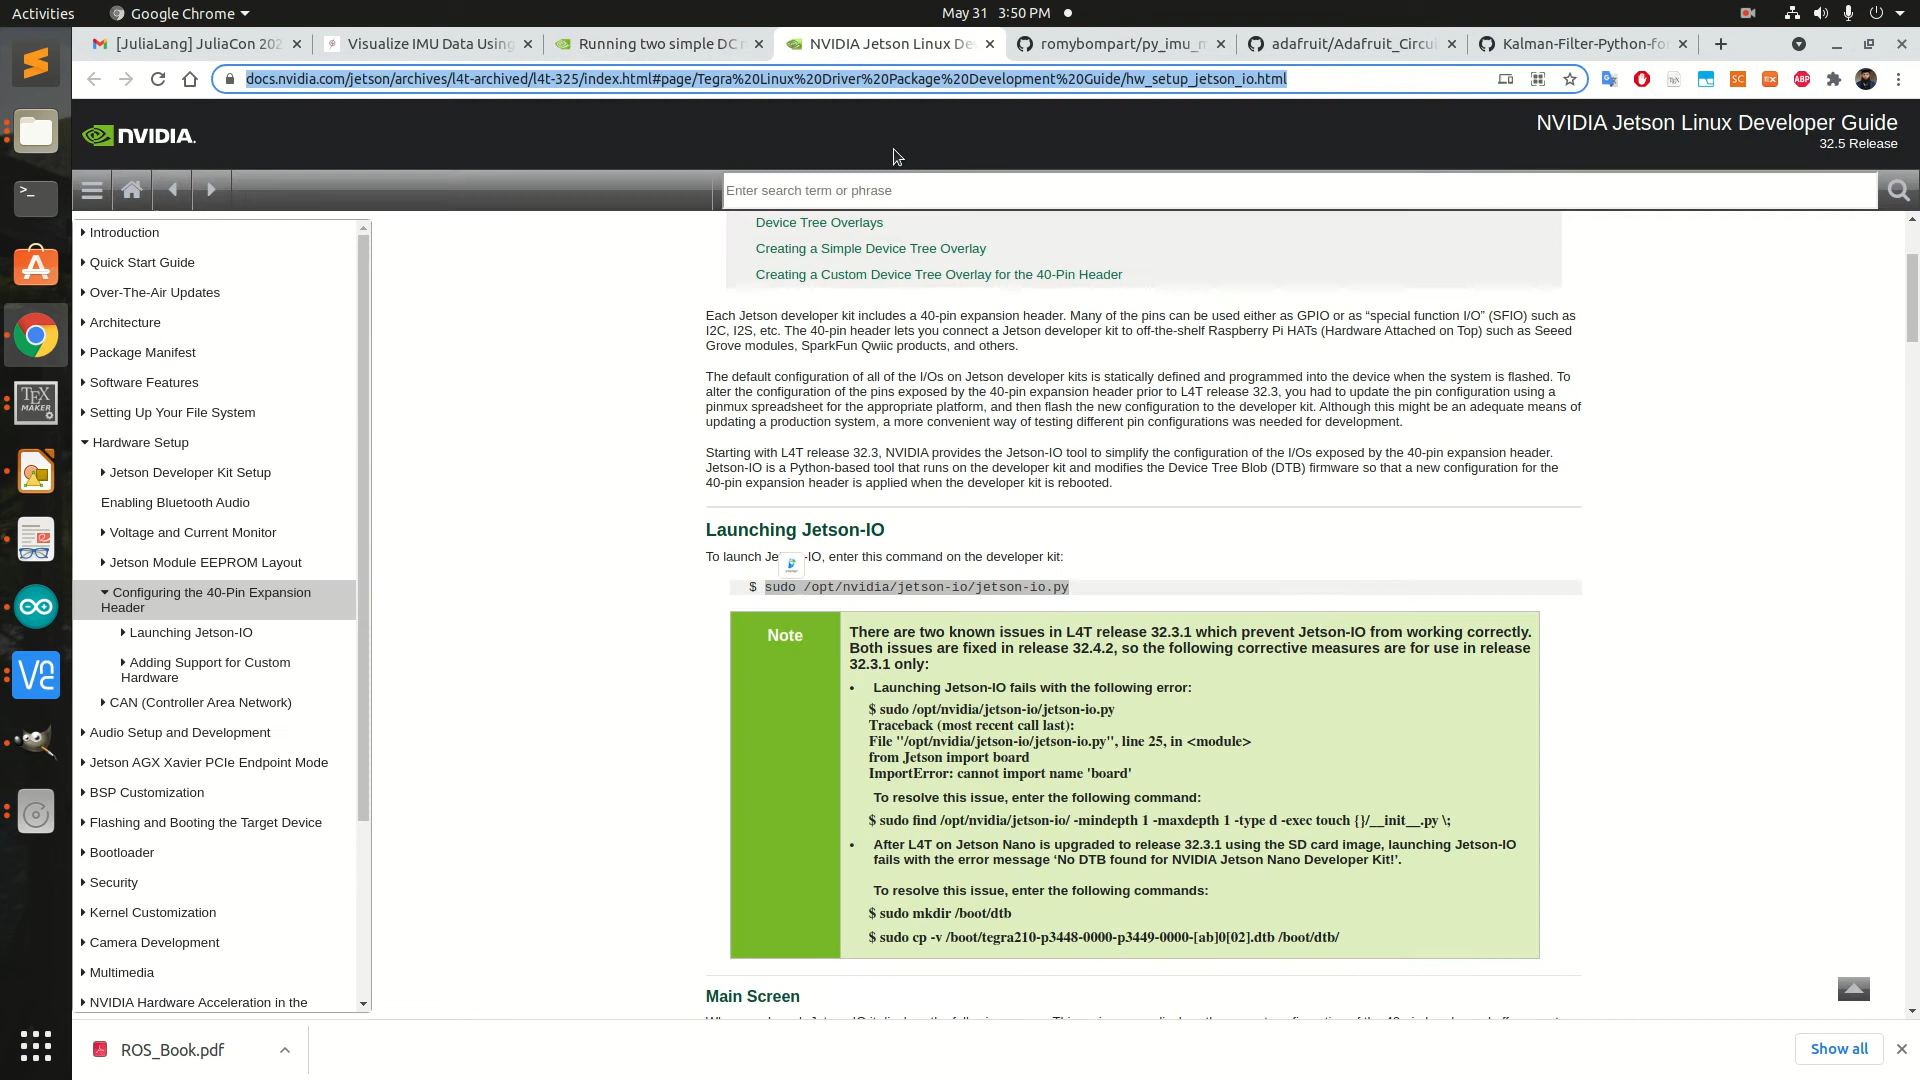 Activities
Google Chrome
May 31 3:50 PM
[JuliaLang] JuliaCon 202
Visualize IMU Data Using
Running two simple DC
NVIDIA Jetson Linux De
romybompart/py_imu_m
adafruit/Adafruit_Circui
Kalman-Filter-Python-for
docs.nvidia.com/jetson/archives/l4t-archived/l4t-325/index.html#page/Tegra%20Linux%20Driver%20Package%20Development%20Guide/hw_setup_jetson_io.html
NVIDIA.
NVIDIA Jetson Linux Developer Guide
32.5 Release
Enter search term or phrase
Introduction
Quick Start Guide
Over-The-Air Updates
Architecture
Package Manifest
Software Features
Setting Up Your File System
Hardware Setup
Jetson Developer Kit Setup
Enabling Bluetooth Audio
Voltage and Current Monitor
Jetson Module EEPROM Layout
Configuring the 40-Pin Expansion
Header
Launching Jetson-IO
Adding Support for Custom
Hardware
CAN (Controller Area Network)
Audio Setup and Development
Jetson AGX Xavier PCIe Endpoint Mode
BSP Customization
Flashing and Booting the Target Device
Bootloader
Security
Kernel Customization
Camera Development
Multimedia
NVIDIA Hardware Acceleration in the
Device Tree Overlays
Creating a Simple Device Tree Overlay
Creating a Custom Device Tree Overlay for the 40-Pin Header
Each Jetson developer kit includes a 40-pin expansion header. Many of the pins can be used either as GPIO or as “special function I/O” (SFIO) such as
I2C, I2S, etc. The 40-pin header lets you connect a Jetson developer kit to off-the-shelf Raspberry Pi HATs (Hardware Attached on Top) such as Seeed
Grove modules, SparkFun Qwiic products, and others.
The default configuration of all of the I/Os on Jetson developer kits is statically defined and programmed into the device when the system is flashed. To
alter the configuration of the pins exposed by the 40-pin expansion header prior to L4T release 32.3, you had to update the pin configuration using a
pinmux spreadsheet for the appropriate platform, and then flash the new configuration to the developer kit. Although this might be an adequate means of
updating a production system, a more convenient way of testing different pin configurations was needed for development.
Starting with L4T release 32.3, NVIDIA provides the Jetson-IO tool to simplify the configuration of the I/Os exposed by the 40-pin expansion header.
Jetson-IO is a Python-based tool that runs on the developer kit and modifies the Device Tree Blob (DTB) firmware so that a new configuration for the
40-pin expansion header is applied when the developer kit is rebooted.
Launching Jetson-IO
To launch Je -IO, enter this command on the developer kit:
$ sudo /opt/nvidia/jetson-io/jetson-io.py
Note
There are two known issues in L4T release 32.3.1 which prevent Jetson-IO from working correctly.
Both issues are fixed in release 32.4.2, so the following corrective measures are for use in release
32.3.1 only:
• Launching Jetson-IO fails with the following error:
$ sudo /opt/nvidia/jetson-io/jetson-io.py
Traceback (most recent call last):
File "/opt/nvidia/jetson-io/jetson-io.py", line 25, in <module>
from Jetson import board
ImportError: cannot import name 'board'
To resolve this issue, enter the following command:
$ sudo find /opt/nvidia/jetson-io/ -mindepth 1 -maxdepth 1 -type d -exec touch {}/__init__.py \;
• After L4T on Jetson Nano is upgraded to release 32.3.1 using the SD card image, launching Jetson-IO
fails with the error message ‘No DTB found for NVIDIA Jetson Nano Developer Kit!’.
To resolve this issue, enter the following commands:
$ sudo mkdir /boot/dtb
$ sudo cp -v /boot/tegra210-p3448-0000-p3449-0000-[ab]0[02].dtb /boot/dtb/
Main Screen
ROS_Book.pdf
Show all